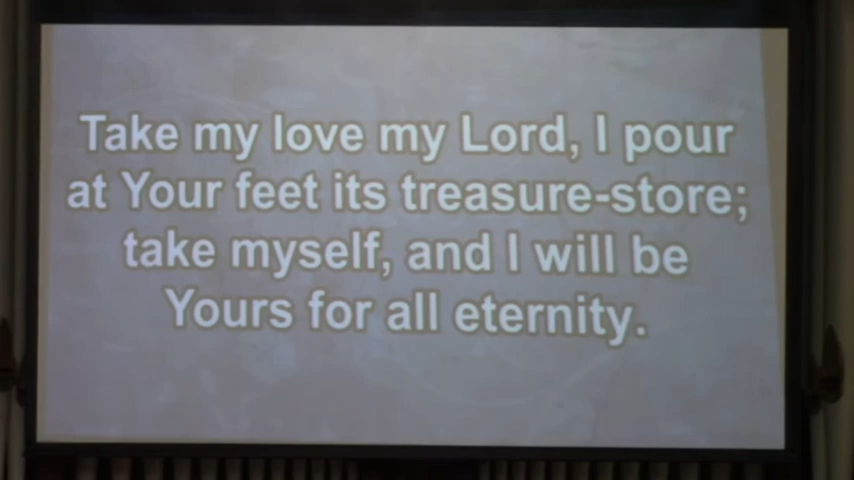 Take my love my Lord, I pour
at Your feet its treasure-store;
take myself, and I will be
Yours for all eternity.